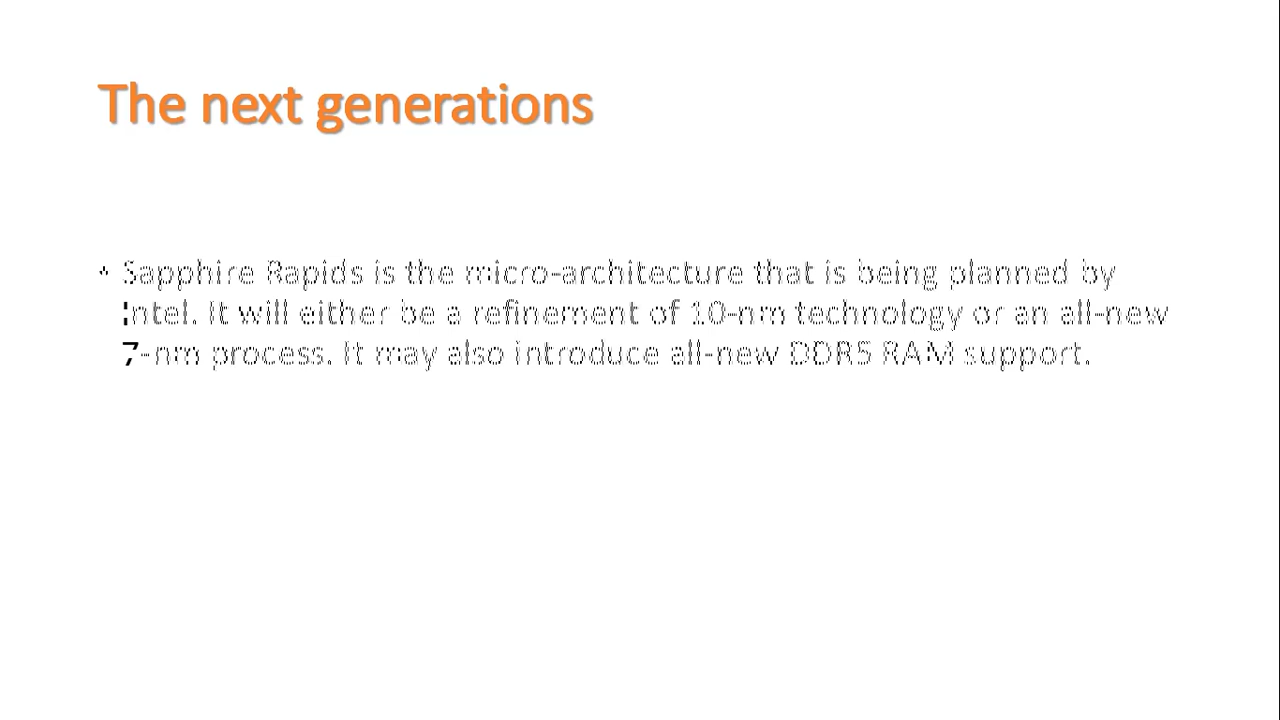 The next generations
• Sapphire Rapids is the micro-architecture that is being planned by
Intel. It will either be a refinement of 10-nm technology or an all-new
7-nm process. It may also introduce all-new DDR5 RAM support.